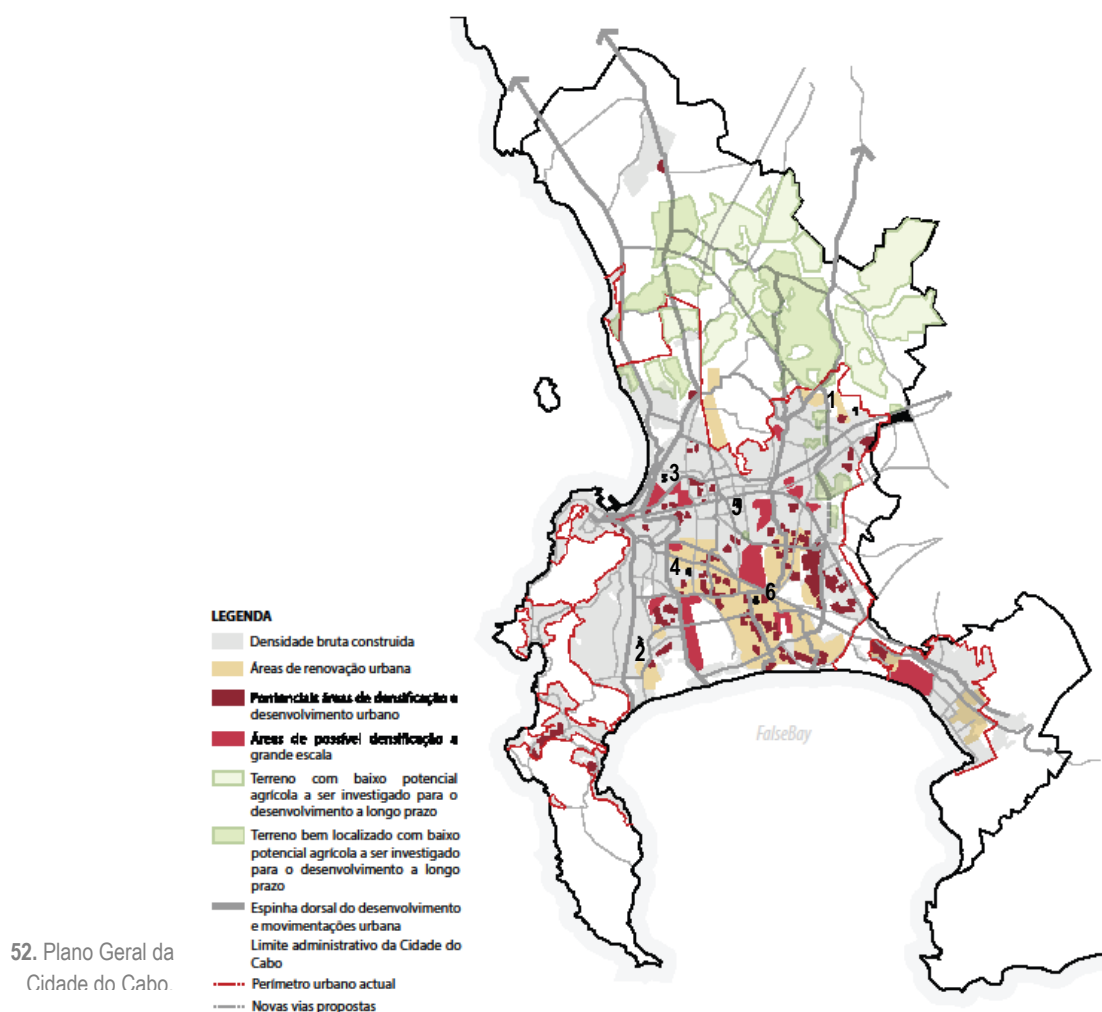 1
3
5
4
6
2
FalseBay
LEGENDA
Densidade bruta construida
Áreas de renovação urbana
Potenciais áreas de densificação e
desenvolvimento urbano
Áreas de possível densificação a
grande escala
Terreno com baixo potencial
agrícola a ser investigado para o
desenvolvimento a longo prazo
Terreno bem localizado com baixo
potencial agrícola a ser investigado
para o desenvolvimento a longo
prazo
Espinha dorsal do desenvolvimento
e movimentações urbana
Limite administrativo da Cidade do
Cabo
Perímetro urbano actual
Novas vias propostas
52. Plano Geral da
Cidade do Cabo.